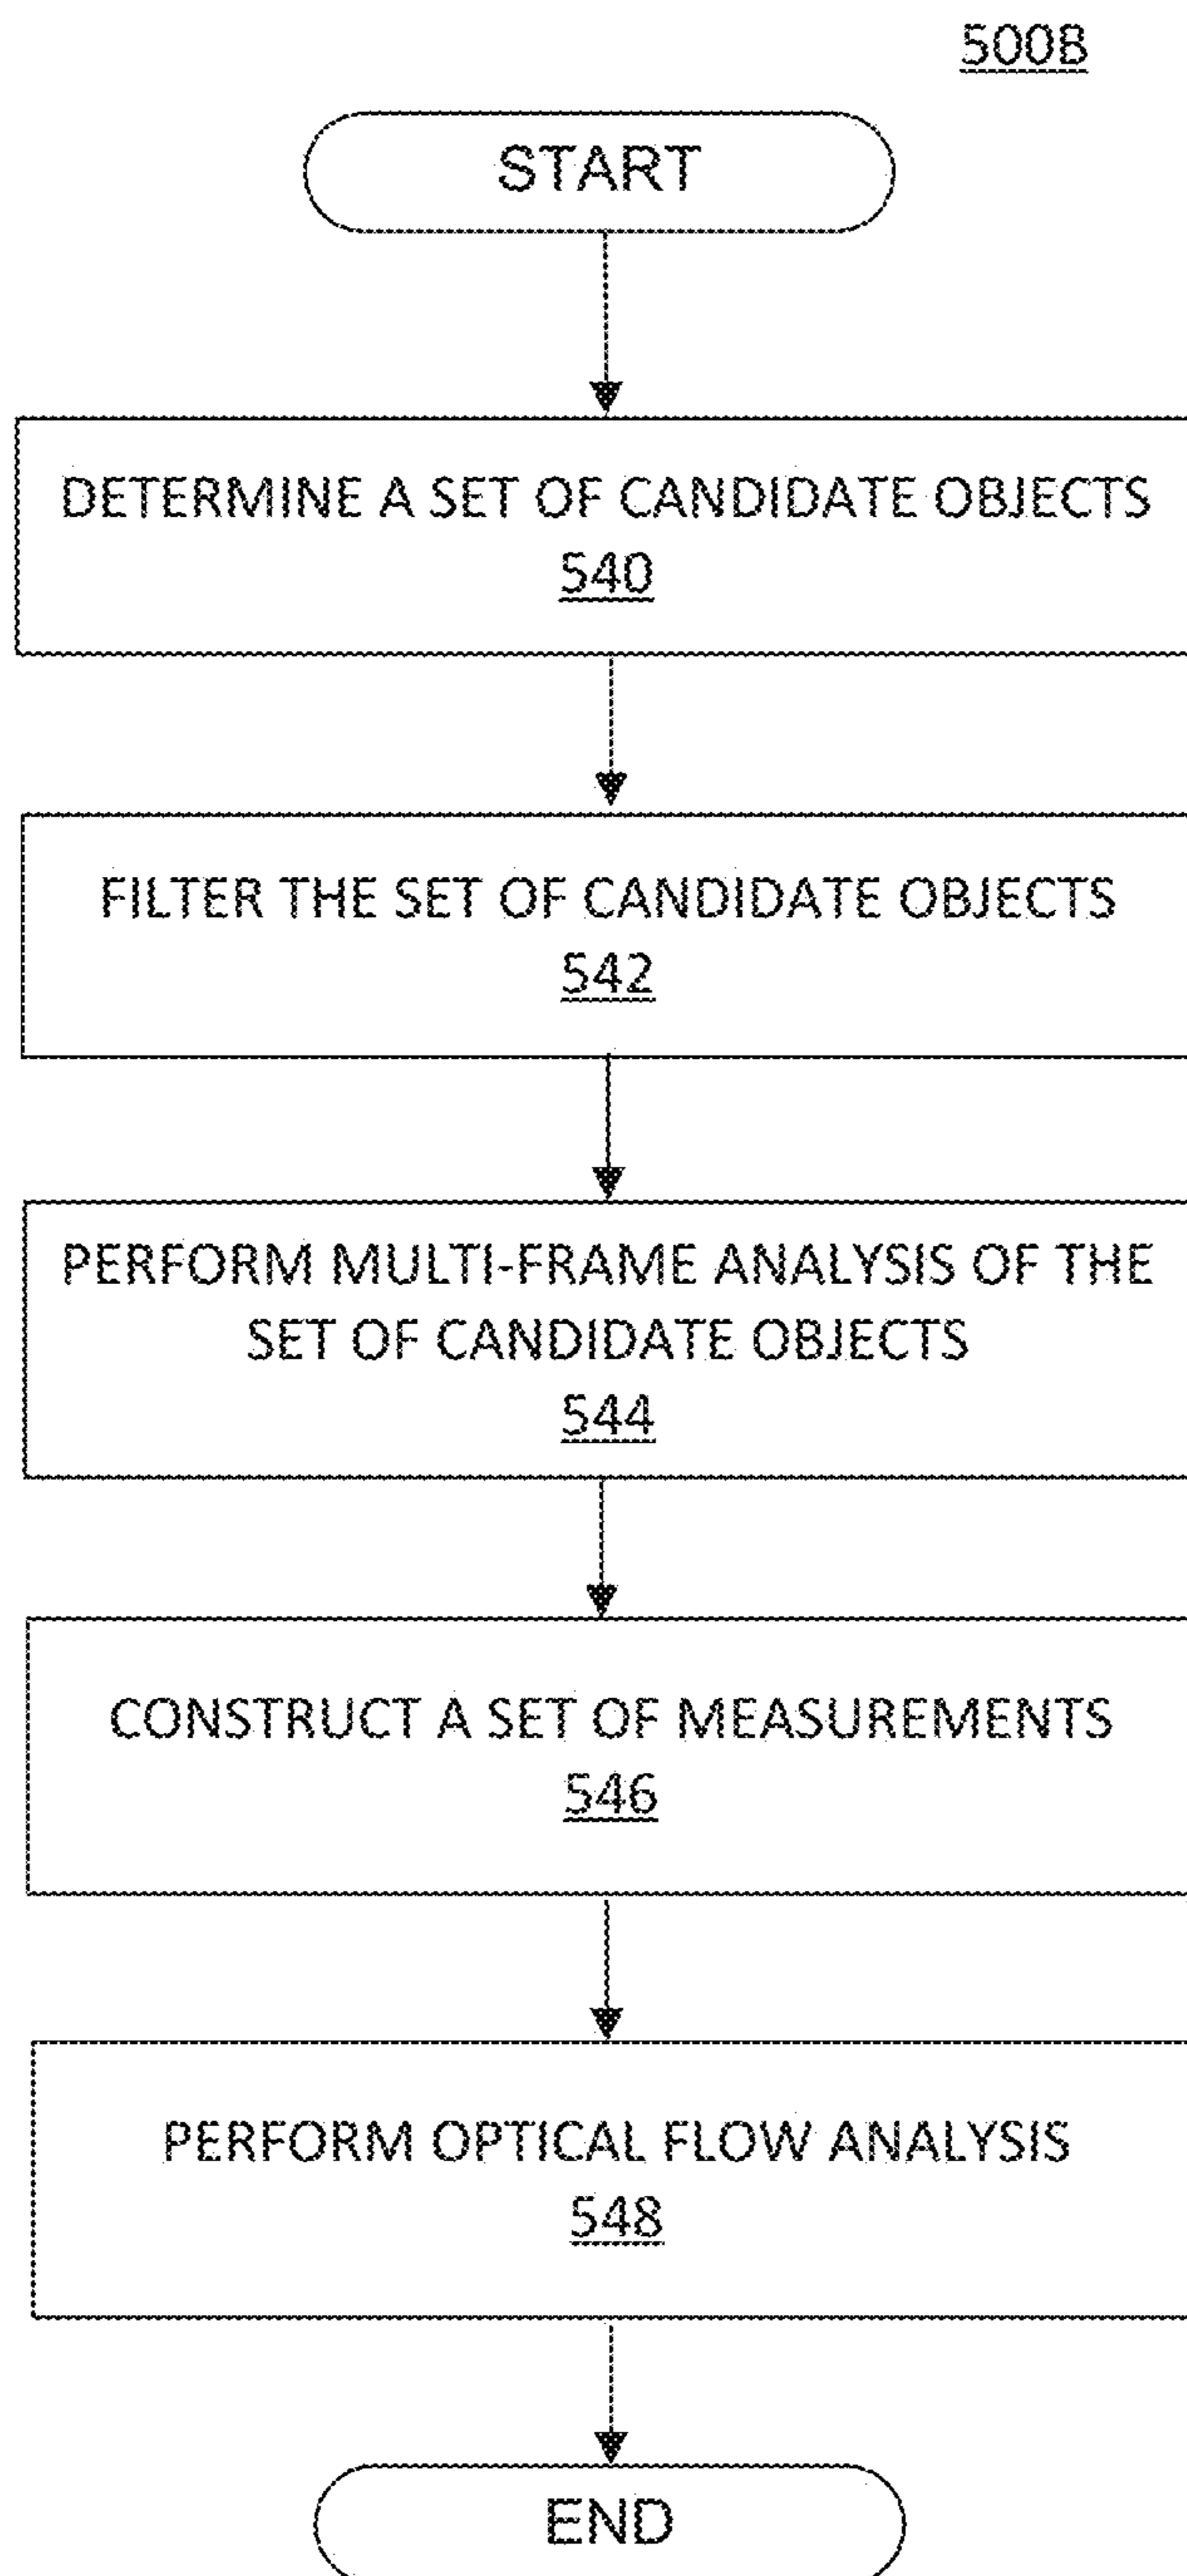 500B
START
DETERMINE A SET OF CANDIDATE OBJECTS
540
FILTER THE SET OF CANDIDATE OBJECTS
542
PERFORM MULTI-FRAME ANALYSIS OF THE
SET OF CANDIDATE OBJECTS
544
CONSTRUCT A SET OF MEASUREMENTS
546
PERFORM OPTICAL FLOW ANALYSIS
548
END